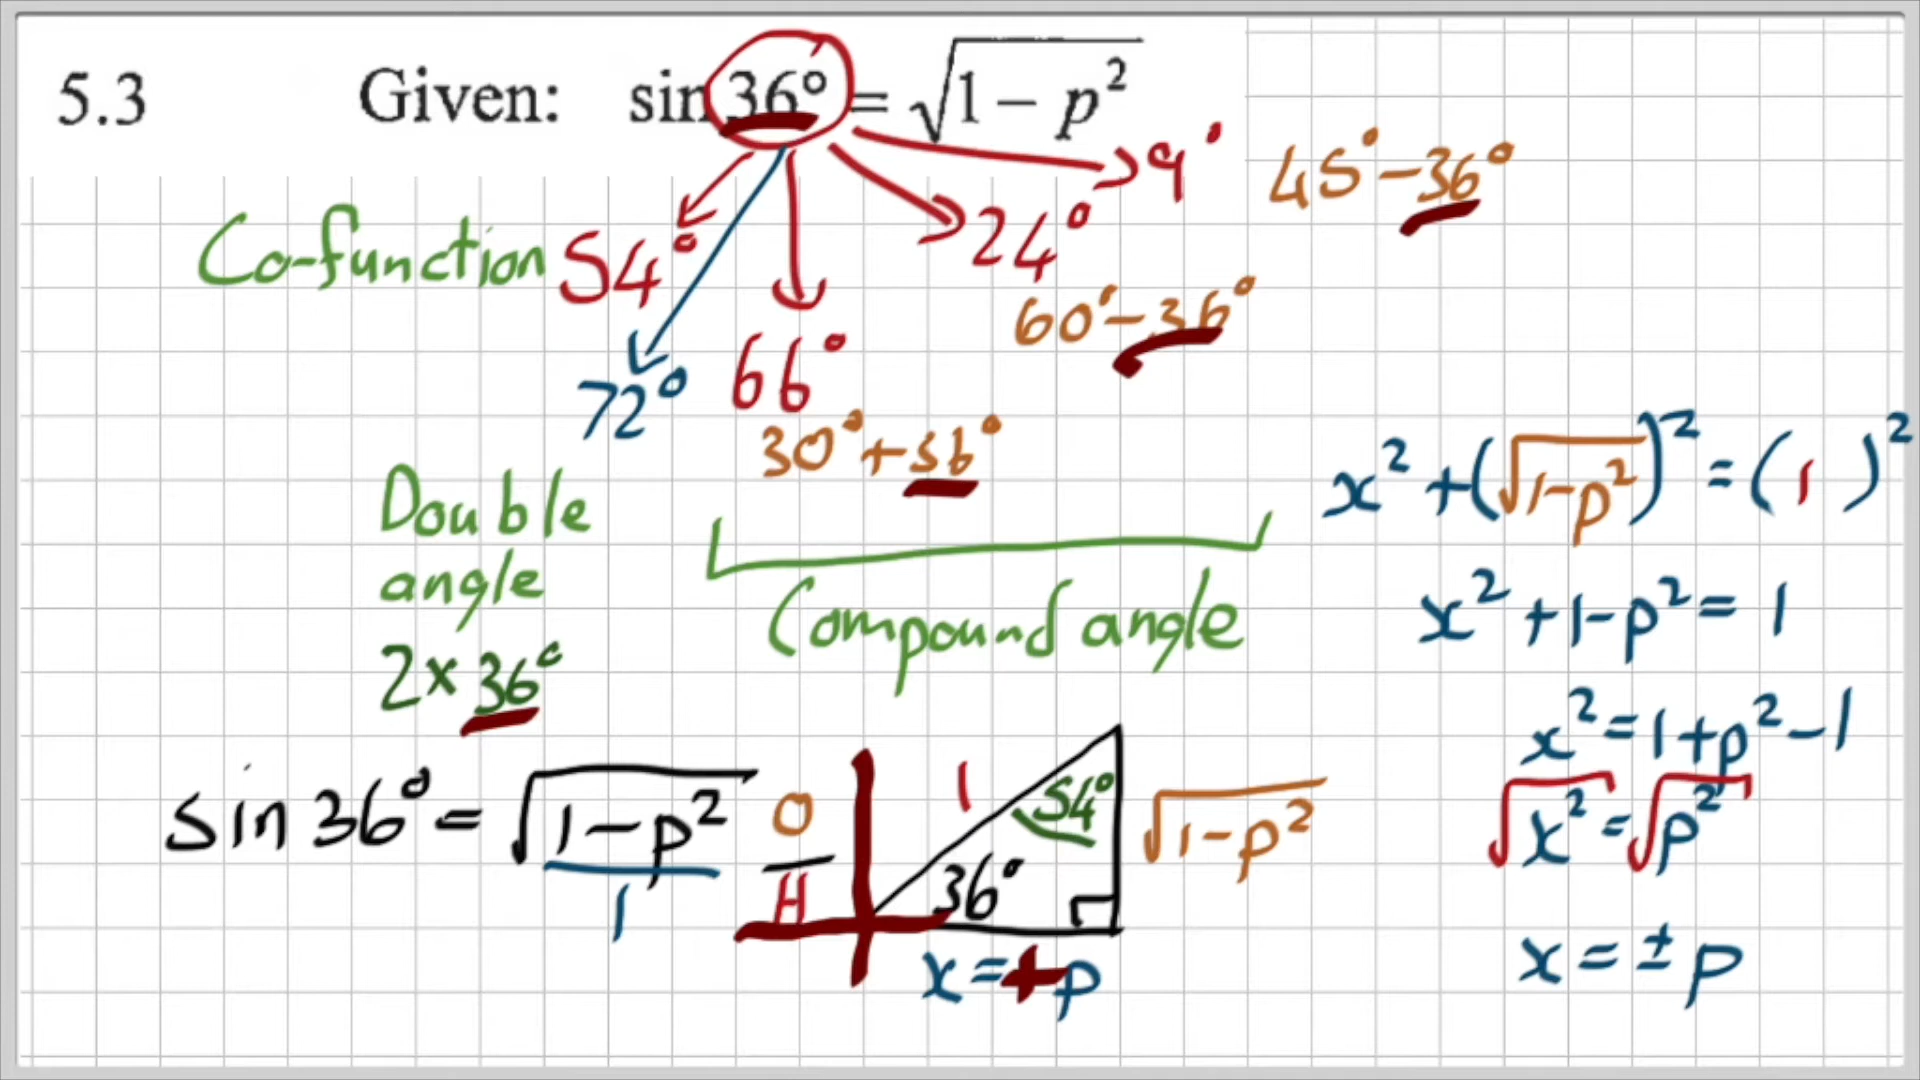 5.3 Given: sin 36° = √(1 − p²)
9° 45° − 36°
Co-function 54° 24°
60° − 36°
72° 66°
30° + 36°
Double
angle
2 × 36°
Compound angle
x² + (√(1−p²))² = (1)²
x² + 1 − p² = 1
x² = 1 + p² − 1
√x² = √p²
x = ± p
sin 36° = √(1 − p²) / 1 O/H
1 54° √(1 − p²)
36°
x = + p